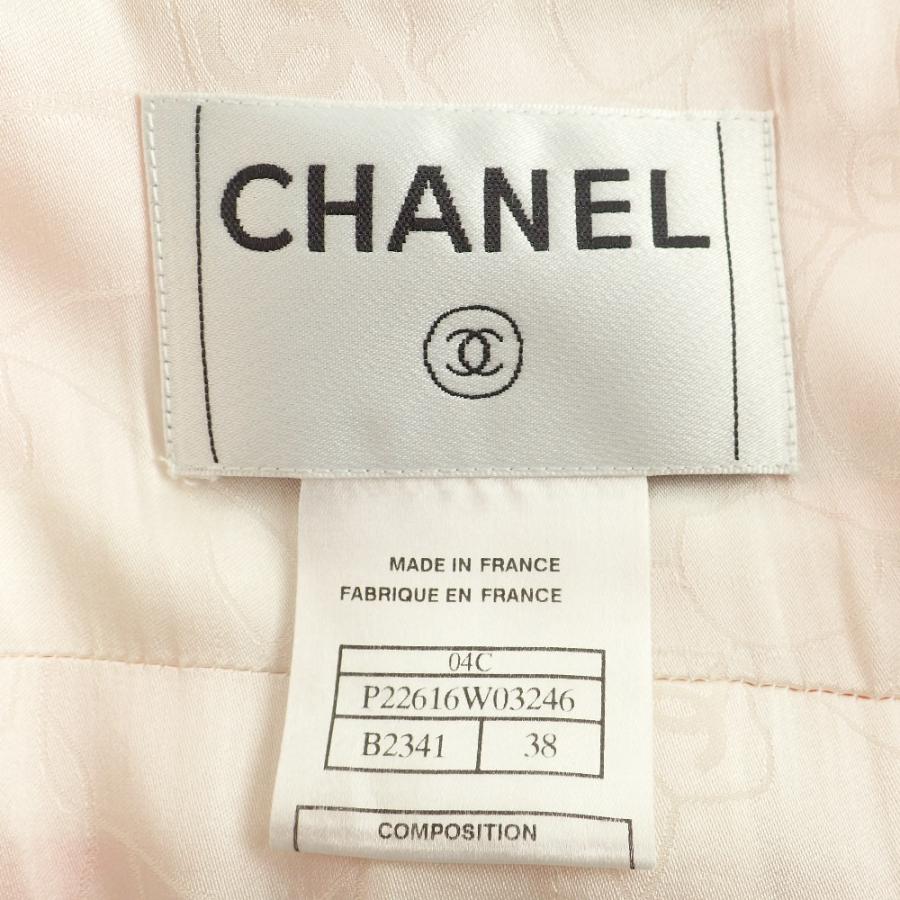 CHANEL
MADE IN FRANCE
FABRIQUE EN FRANCE
04C
P22616W03246
B2341 38
COMPOSITION